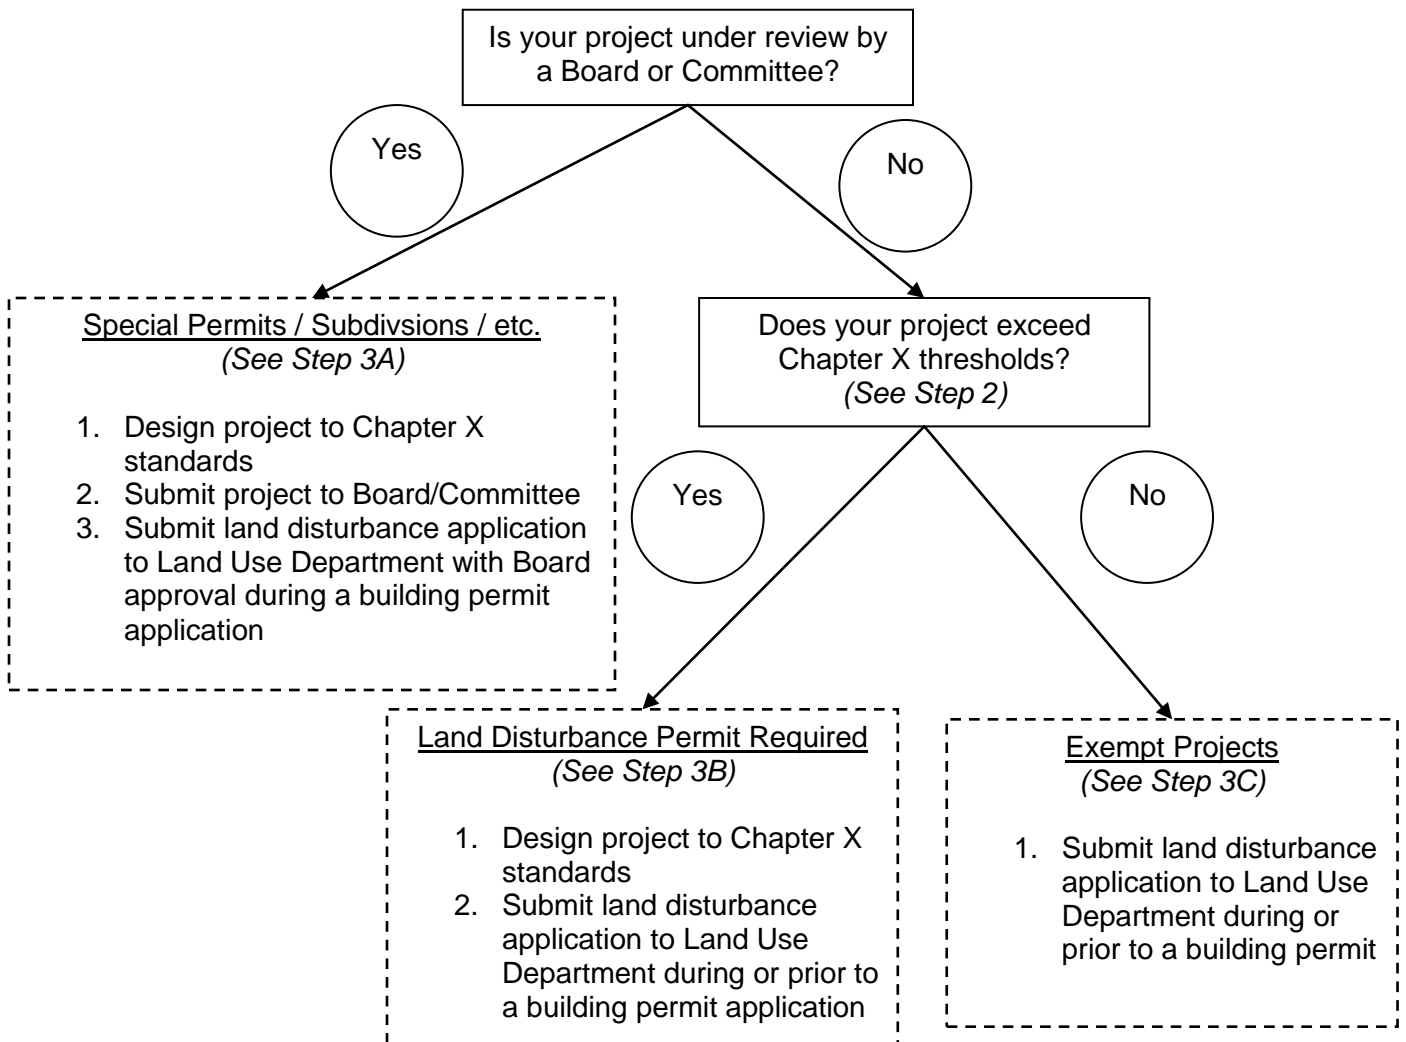 Is your project under review by
a Board or Committee?
Yes
No
Special Permits / Subdivsions / etc.
(See Step 3A)
1. Design project to Chapter X
standards
2. Submit project to Board/Committee
3. Submit land disturbance application
to Land Use Department with Board
approval during a building permit
application
Does your project exceed
Chapter X thresholds?
(See Step 2)
Yes
No
Land Disturbance Permit Required
(See Step 3B)
1. Design project to Chapter X
standards
2. Submit land disturbance
application to Land Use
Department during or prior to
a building permit application
Exempt Projects
(See Step 3C)
1. Submit land disturbance
application to Land Use
Department during or
prior to a building permit